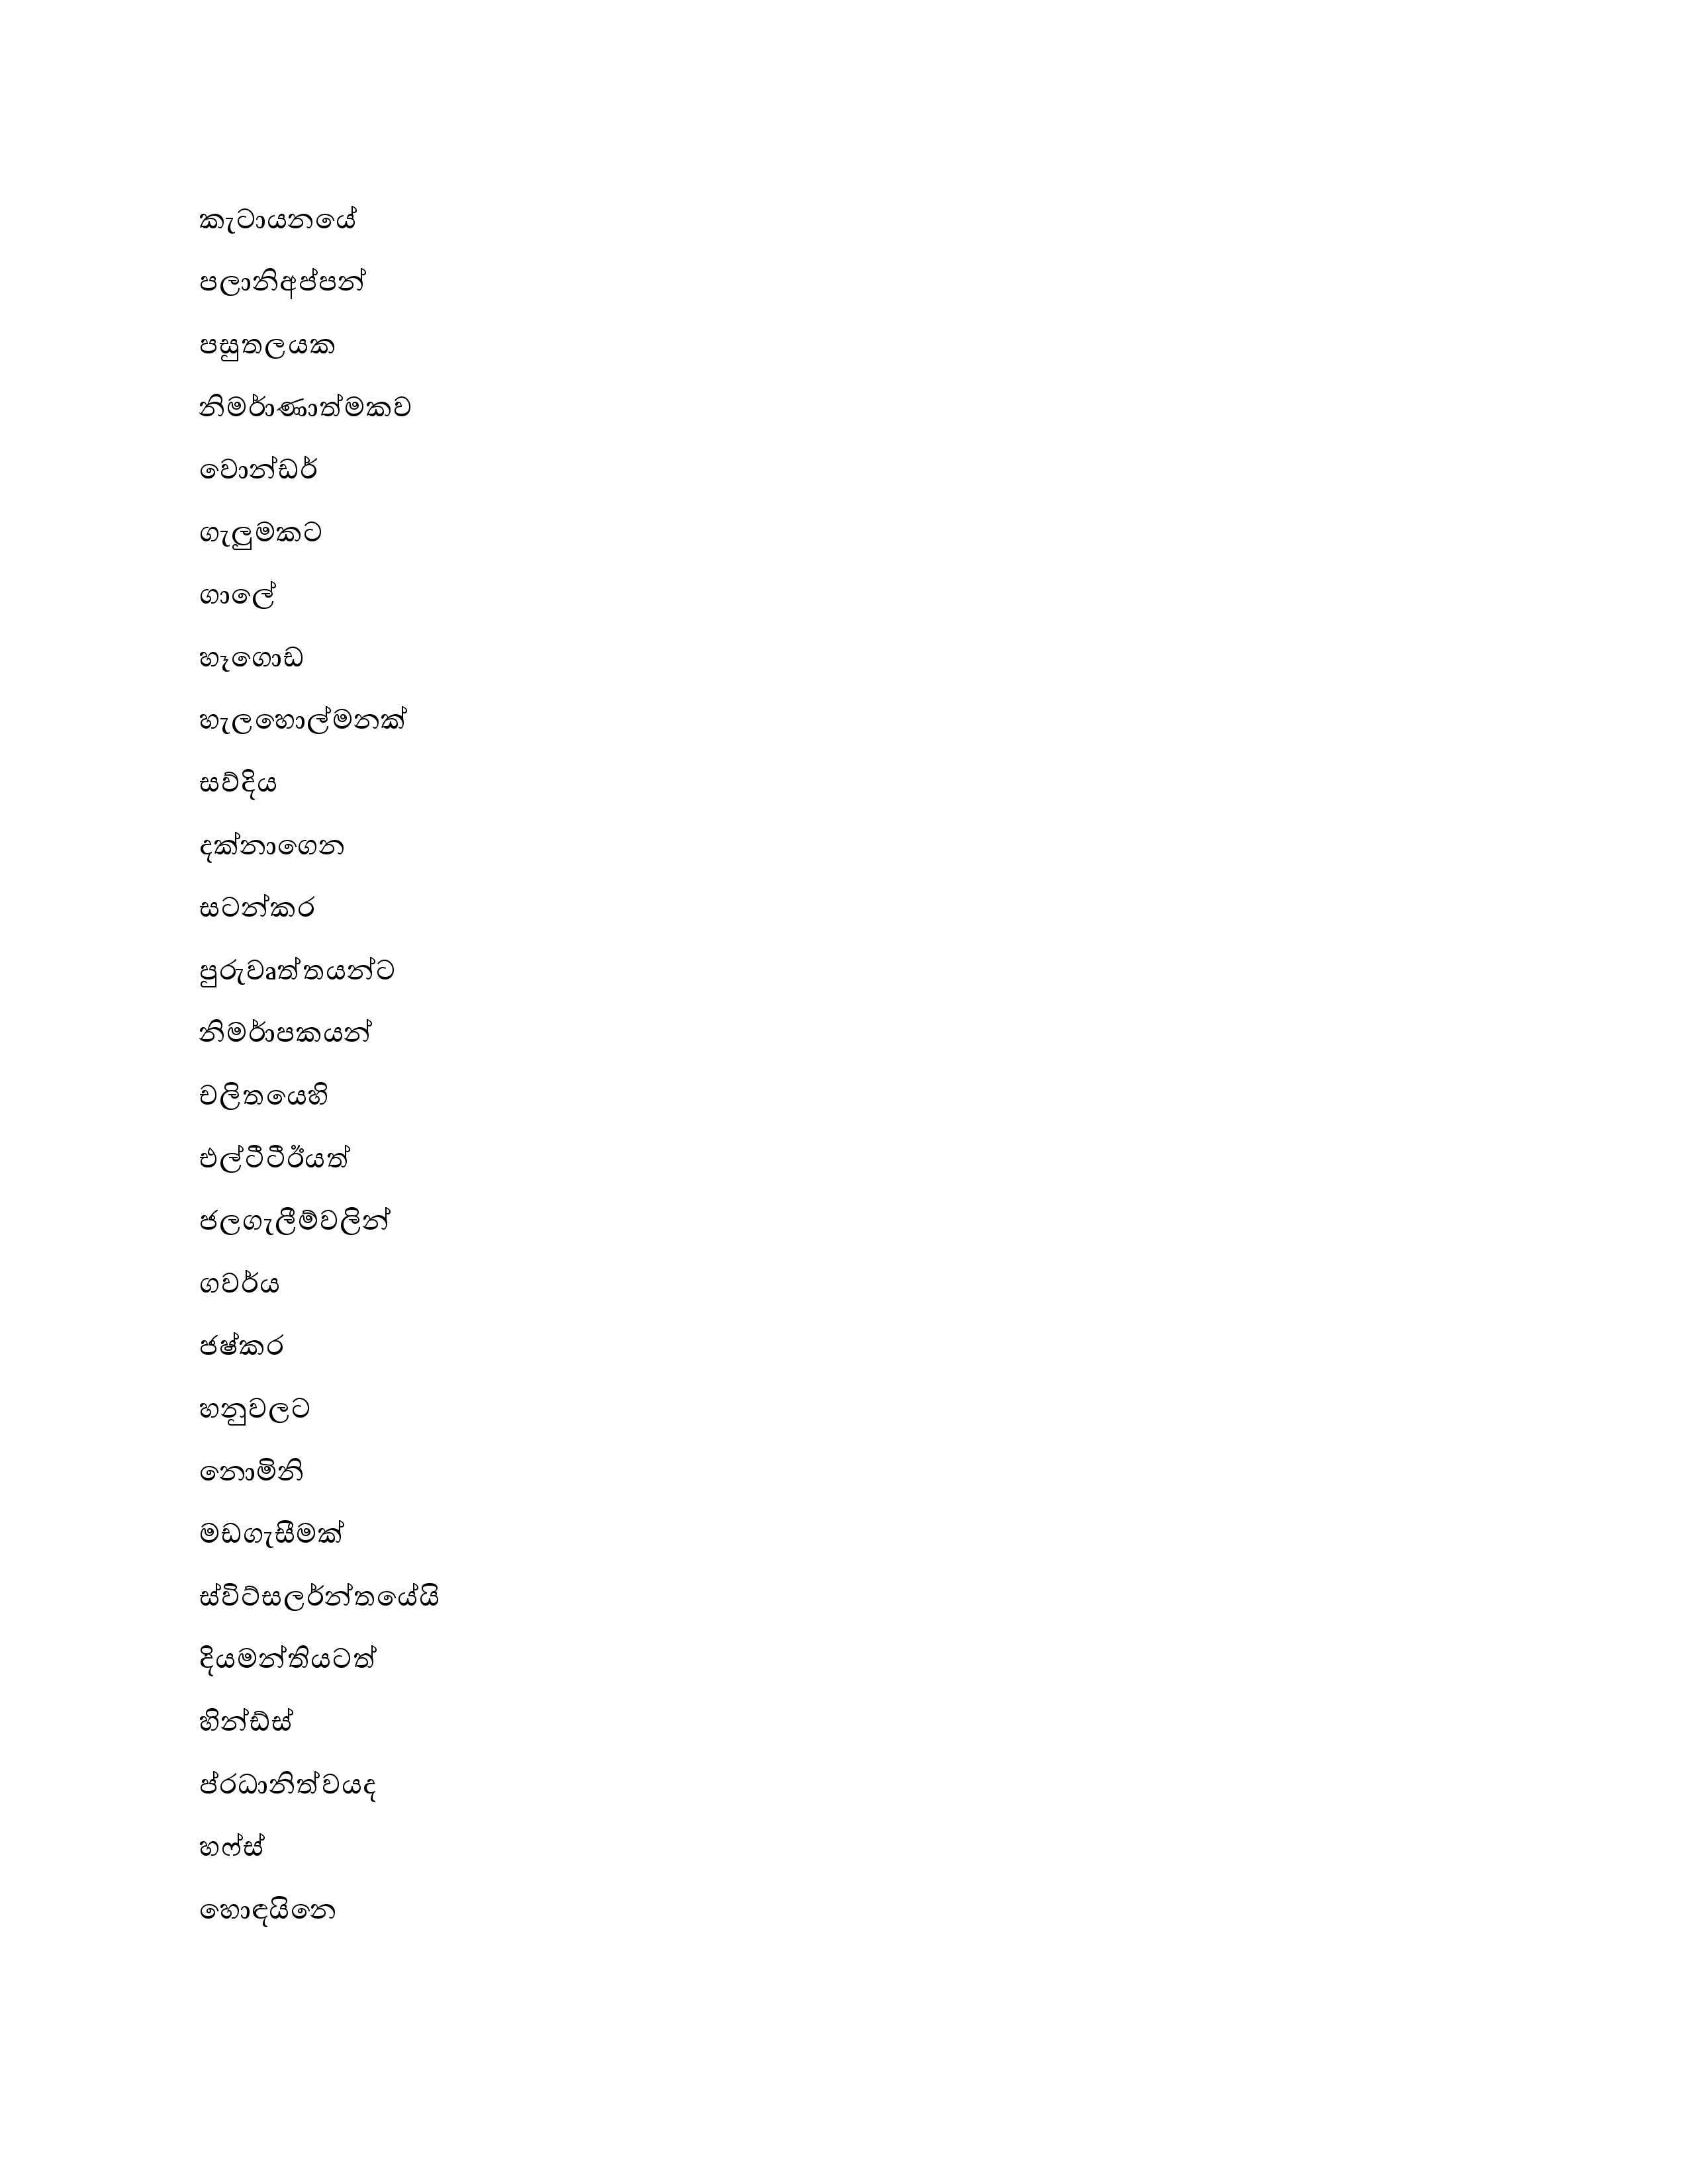 කැටායනයේ
පලානිඅප්පන්
පසුතලයක
නිමර්‍ාණාත්මකව
වොන්ඩර්
ගැලුමකට
ගාලේ
හෑගොඩ
හැලහොල්මනක්
සව්දිය
දක්නාගෙන
සටන්කර
පුරුවෘත්තයන්ට
නිමර්‍ාපකයන්
චලිතයෙහි
එල්ටීටීඊයත්
ජලගැලීම්වලින්
ගවර්ය
ජෂ්කර
හනුවලට
නොමිනි
මඩගැසීමක්
ස්විට්සලර්න්තයේයි
දියමන්තියටත්
හින්ඩ්ස්
ප්රධානිත්වයද
හෆ්ස්
හොඳයිනෙ